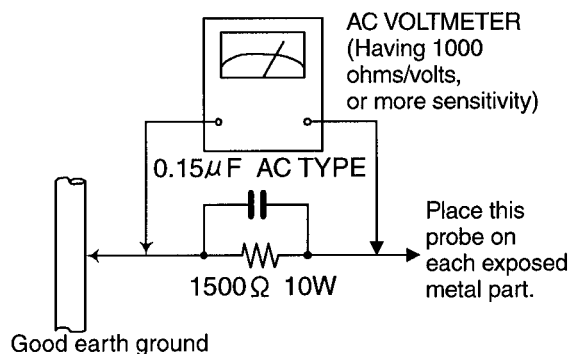 AC VOLTMETER
(Having 1000
ohms/volts,
or more sensitivity)
0.15μF AC TYPE
Place this
probe on
each exposed
metal part.
1500Ω 10W
Good earth ground